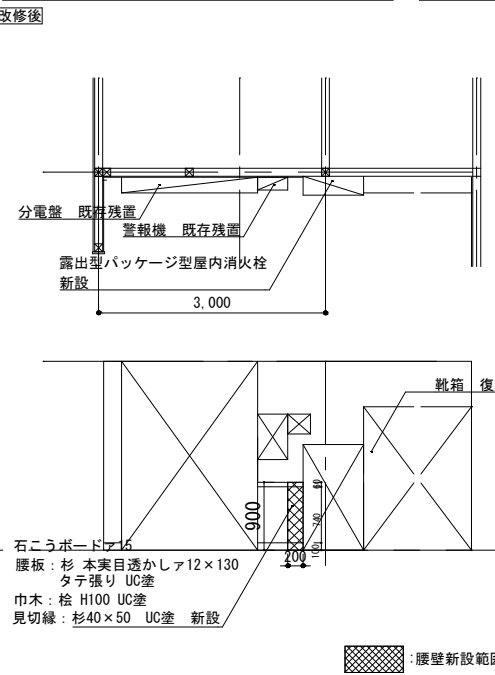 改修後
分電盤 既存残置
警報機 既存残置
露出型パッケージ型屋内消火栓
新設
3,000
靴箱 復
900
60
740
100
200
石こうボードァ15
腰板：杉 本実目透かしァ12×130
タテ張り UC塗
巾木：桧 H100 UC塗
見切縁：杉40×50 UC塗 新設
:腰壁新設範囲